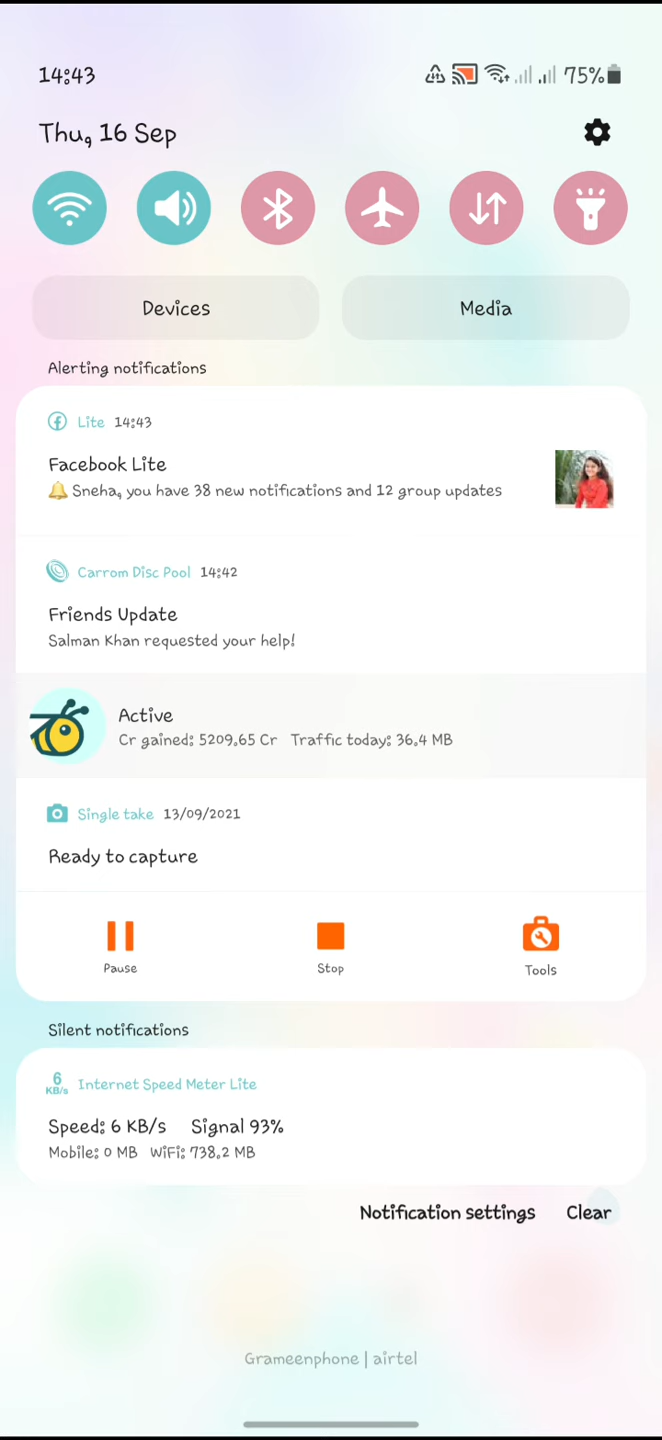 14:43 75%
Thu, 16 Sep
Devices Media
Alerting notifications
Lite 14:43
Facebook Lite
Sneha, you have 38 new notifications and 12 group updates
Carrom Disc Pool 14:42
Friends Update
Salman Khan requested your help!
Active
Cr gained: 5209.65 Cr Traffic today: 36.4 MB
Single take 13/09/2021
Ready to capture
Pause Stop Tools
Silent notifications
6 KB/s Internet Speed Meter Lite
Speed: 6 KB/s Signal 93%
Mobile: 0 MB WiFi: 738.2 MB
Notification settings Clear
Grameenphone | airtel